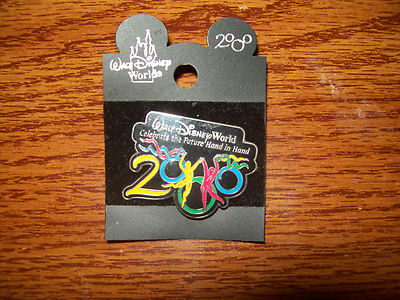 Walt Disney
World
2000
Walt Disney World
Celebrate the Future Hand in Hand
2000